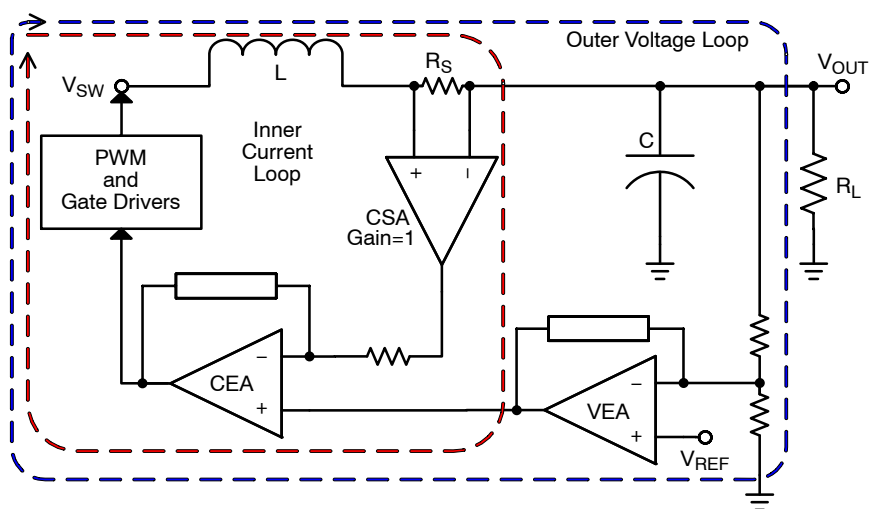 Outer Voltage Loop
VSW
L
RS
VOUT
Inner
Current
Loop
PWM
and
Gate Drivers
+
−
C
RL
CSA
Gain=1
−
CEA
+
−
VEA
+
VREF